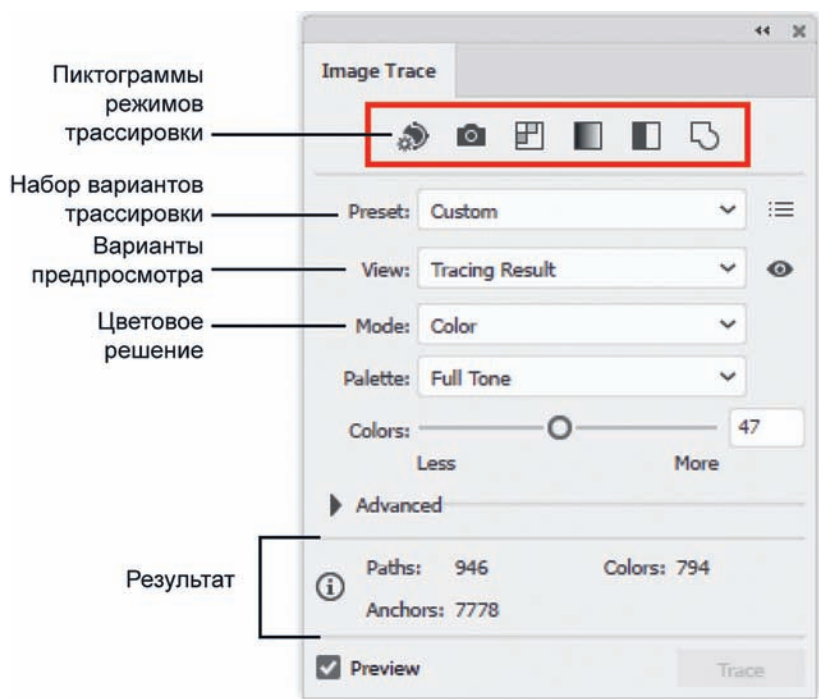 Image Trace
Пиктограммы
режимов
трассировки
Набор вариантов
трассировки
Preset: Custom
Варианты
предпросмотра
View: Tracing Result
Цветовое
решение
Mode: Color
Palette: Full Tone
Colors: 47
Less More
Advanced
Результат
Paths: 946 Colors: 794
Anchors: 7778
Preview Trace